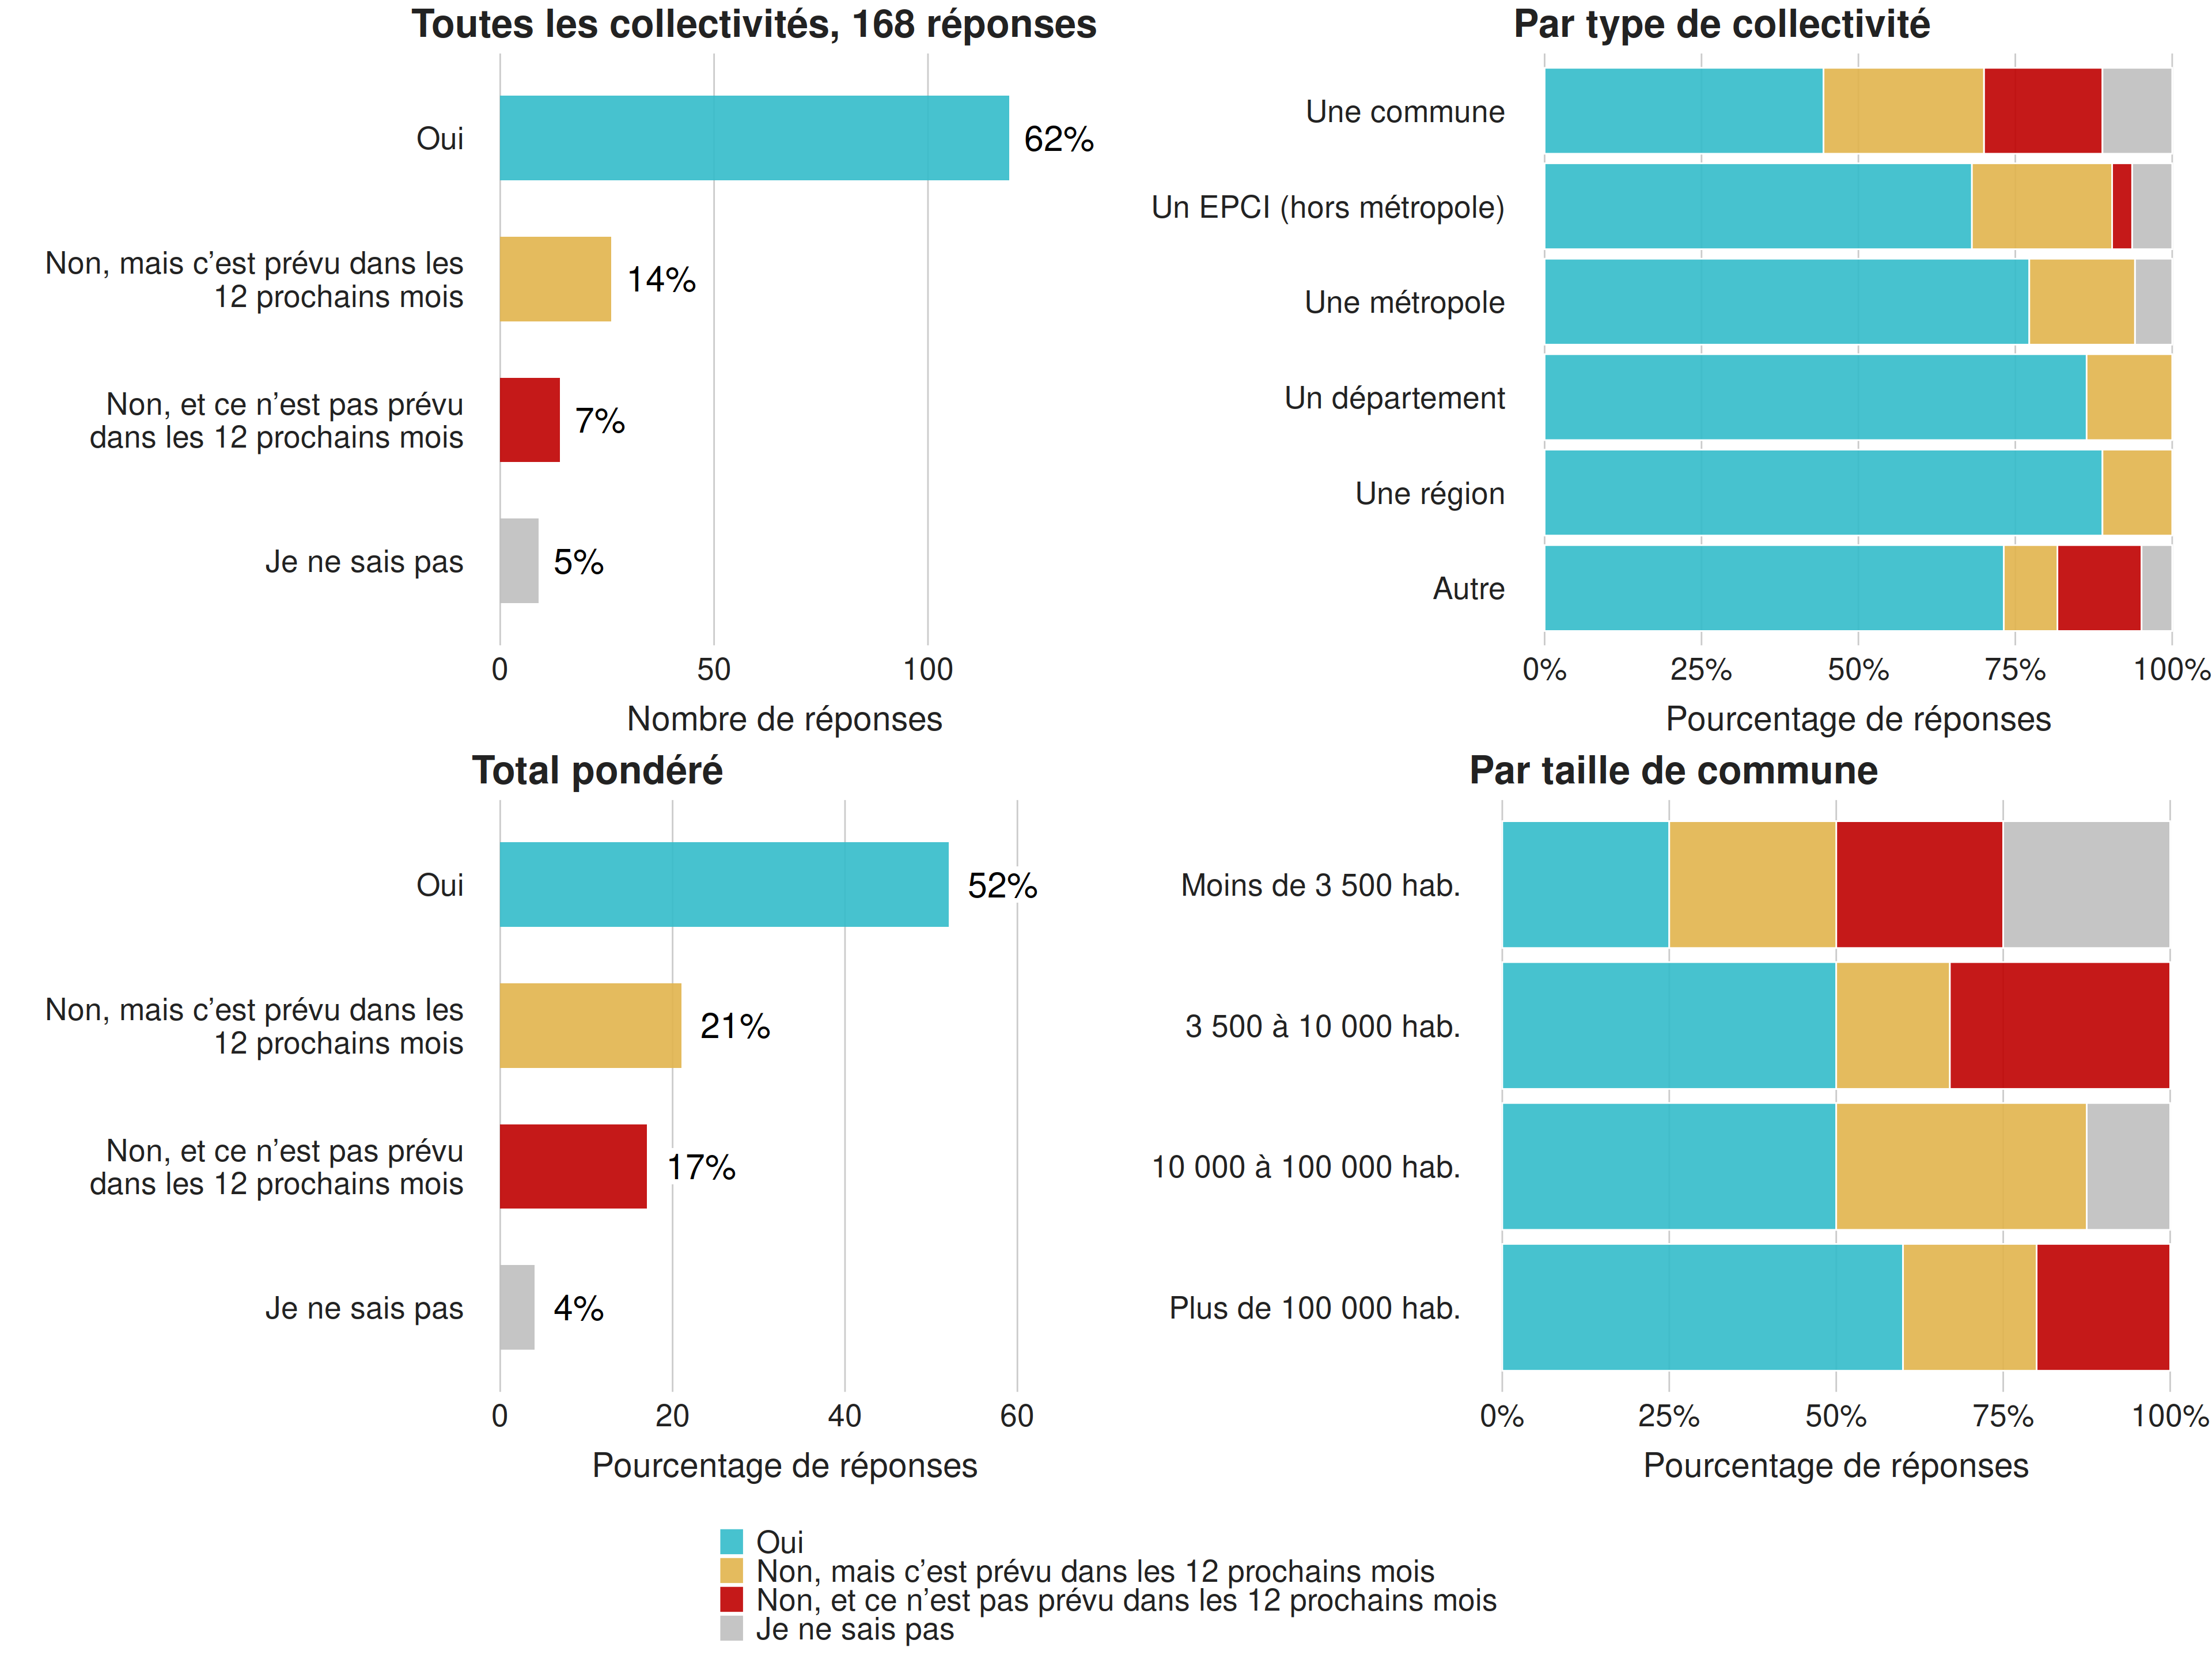 Toutes les collectivités, 168 réponses
Oui
62%
Non, mais c’est prévu dans les
12 prochains mois
14%
Non, et ce n’est pas prévu
dans les 12 prochains mois
7%
Je ne sais pas
5%
0 50 100
Nombre de réponses
Par type de collectivité
Une commune
Un EPCI (hors métropole)
Une métropole
Un département
Une région
Autre
0% 25% 50% 75% 100%
Pourcentage de réponses
Total pondéré
Oui
52%
Non, mais c’est prévu dans les
12 prochains mois
21%
Non, et ce n’est pas prévu
dans les 12 prochains mois
17%
Je ne sais pas
4%
0 20 40 60
Pourcentage de réponses
Par taille de commune
Moins de 3 500 hab.
3 500 à 10 000 hab.
10 000 à 100 000 hab.
Plus de 100 000 hab.
0% 25% 50% 75% 100%
Pourcentage de réponses
Oui
Non, mais c’est prévu dans les 12 prochains mois
Non, et ce n’est pas prévu dans les 12 prochains mois
Je ne sais pas